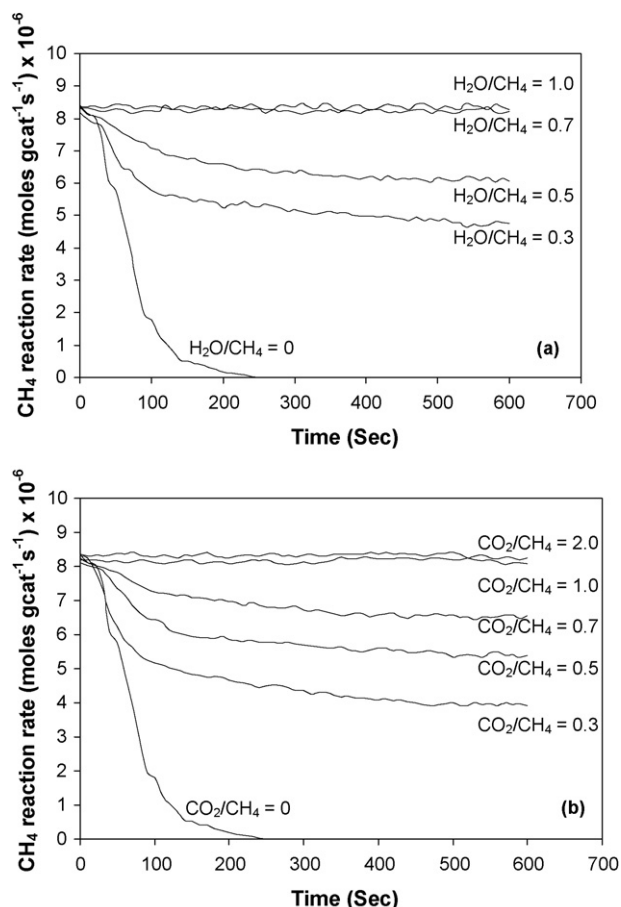 10
9
8
7
6
5
4
3
2
1
0
CH₄ reaction rate (moles gcat⁻¹s⁻¹) x 10⁻⁶
H₂O/CH₄ = 1.0
H₂O/CH₄ = 0.7
H₂O/CH₄ = 0.5
H₂O/CH₄ = 0.3
H₂O/CH₄ = 0
(a)
0 100 200 300 400 500 600 700
Time (Sec)
10
9
8
7
6
5
4
3
2
1
0
CH₄ reaction rate (moles gcat⁻¹s⁻¹) x 10⁻⁶
CO₂/CH₄ = 2.0
CO₂/CH₄ = 1.0
CO₂/CH₄ = 0.7
CO₂/CH₄ = 0.5
CO₂/CH₄ = 0.3
CO₂/CH₄ = 0
(b)
0 100 200 300 400 500 600 700
Time (Sec)